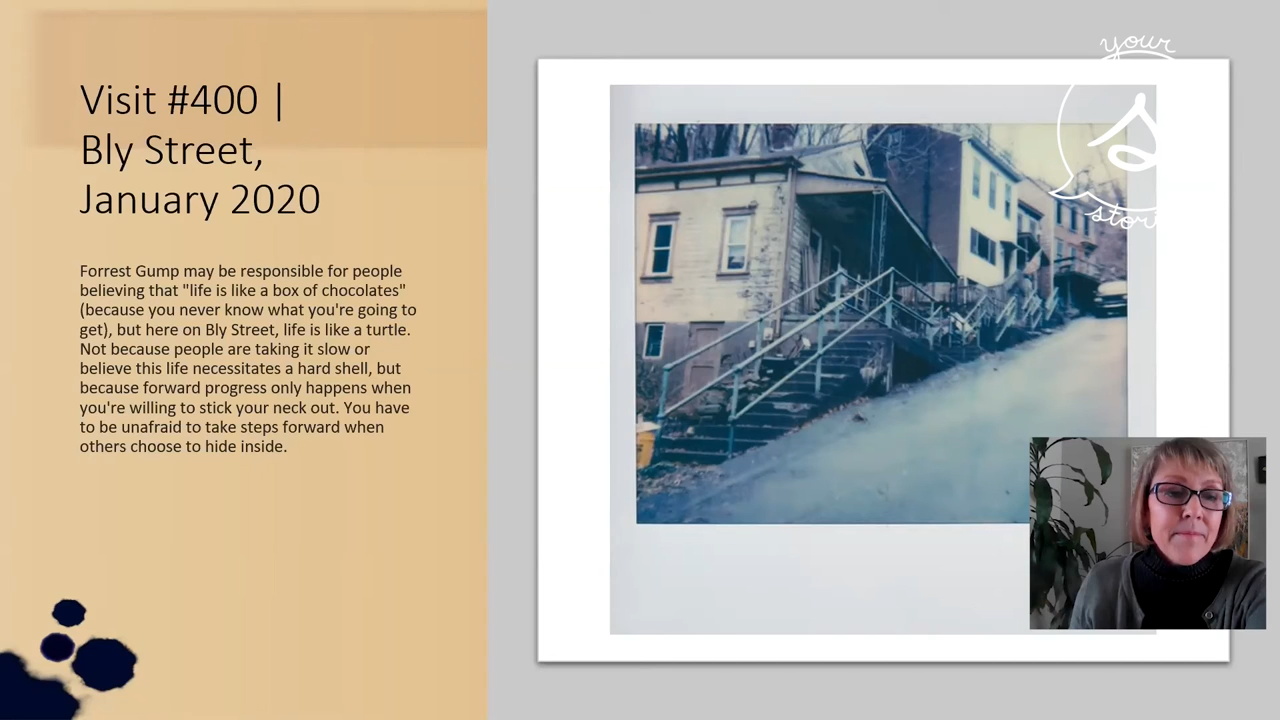 Visit #400 |
Bly Street,
January 2020
Forrest Gump may be responsible for people
believing that "life is like a box of chocolates"
(because you never know what you're going to
get), but here on Bly Street, life is like a turtle.
Not because people are taking it slow or
believe this life necessitates a hard shell, but
because forward progress only happens when
you're willing to stick your neck out. You have
to be unafraid to take steps forward when
others choose to hide inside.
your
S